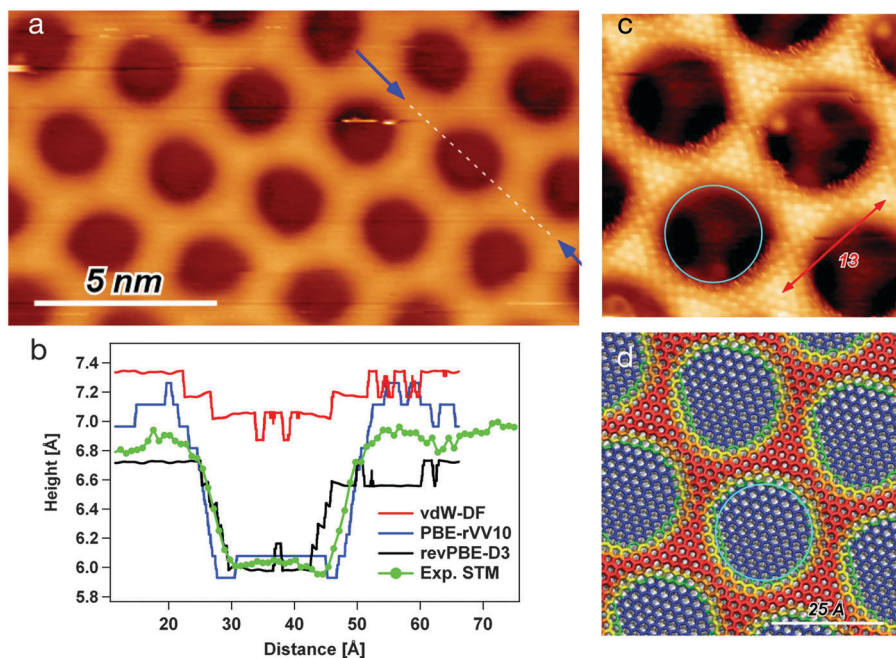 a
5 nm
b
7.4
7.2
7.0
6.8
6.6
6.4
6.2
6.0
5.8
Height [Å]
vdW-DF
PBE-rVV10
revPBE-D3
Exp. STM
20 30 40 50 60 70
Distance [Å]
c
13
d
25 A